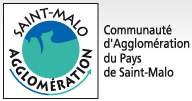 SAINT-MALO
AGGLOMÉRATION
Communauté
d'Agglomération
du Pays
de Saint-Malo